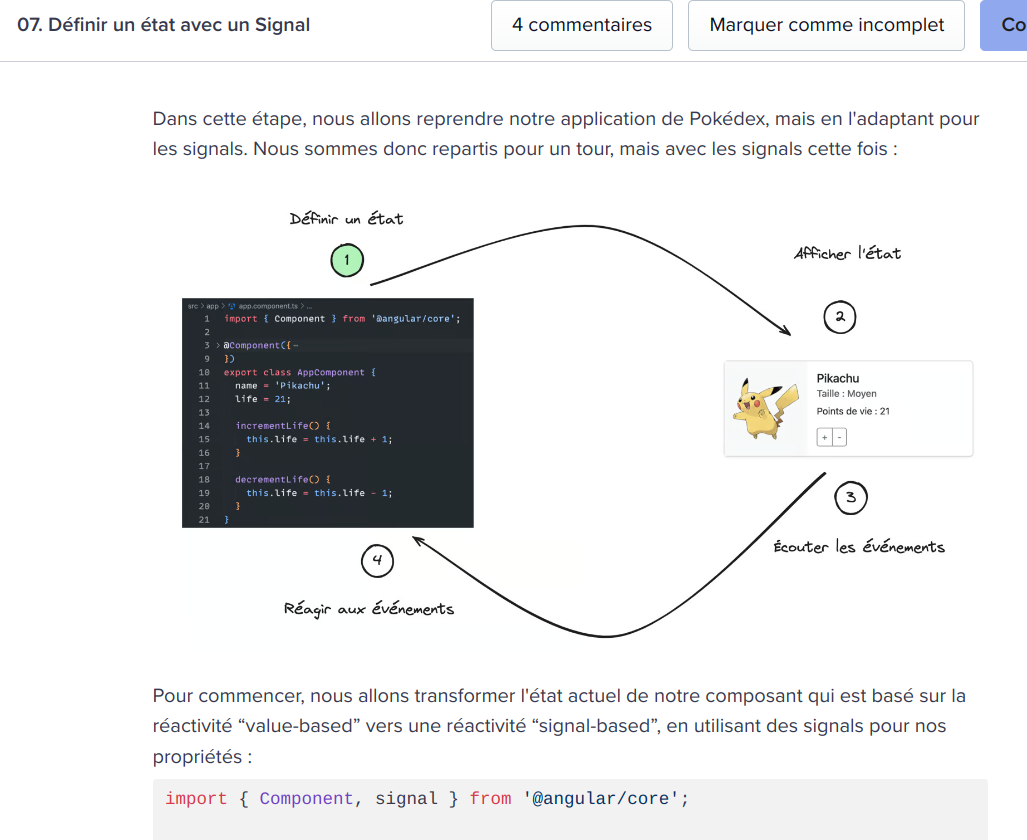 07. Définir un état avec un Signal
4 commentaires
Marquer comme incomplet
Co
Dans cette étape, nous allons reprendre notre application de Pokédex, mais en l'adaptant pour
les signals. Nous sommes donc repartis pour un tour, mais avec les signals cette fois :
Définir un état
1
Afficher l'état
2
src > app > app.component.ts > ...
1 import { Component } from '@angular/core';
2
3 > @Component({⋯
9 })
10 export class AppComponent {
11 name = 'Pikachu';
12 life = 21;
13
14 incrementLife() {
15 this.life = this.life + 1;
16 }
17
18 decrementLife() {
19 this.life = this.life - 1;
20 }
21 }
Pikachu
Taille : Moyen
Points de vie : 21
+ -
3
Écouter les événements
4
Réagir aux événements
Pour commencer, nous allons transformer l'état actuel de notre composant qui est basé sur la
réactivité “value-based” vers une réactivité “signal-based”, en utilisant des signals pour nos
propriétés :
import { Component, signal } from '@angular/core';